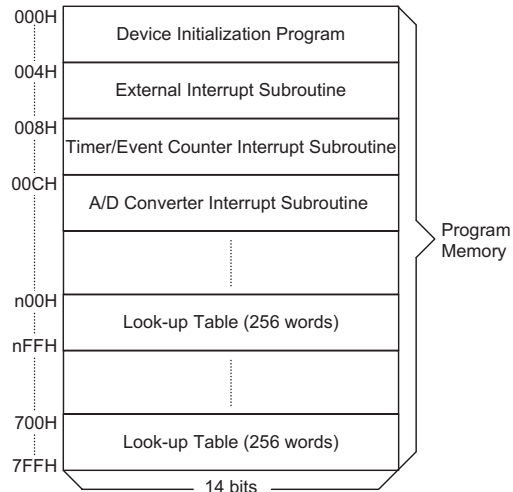 000H
Device Initialization Program
004H
External Interrupt Subroutine
008H
Timer/Event Counter Interrupt Subroutine
00CH
A/D Converter Interrupt Subroutine
Program
Memory
n00H
Look-up Table (256 words)
nFFH
700H
Look-up Table (256 words)
7FFH
14 bits